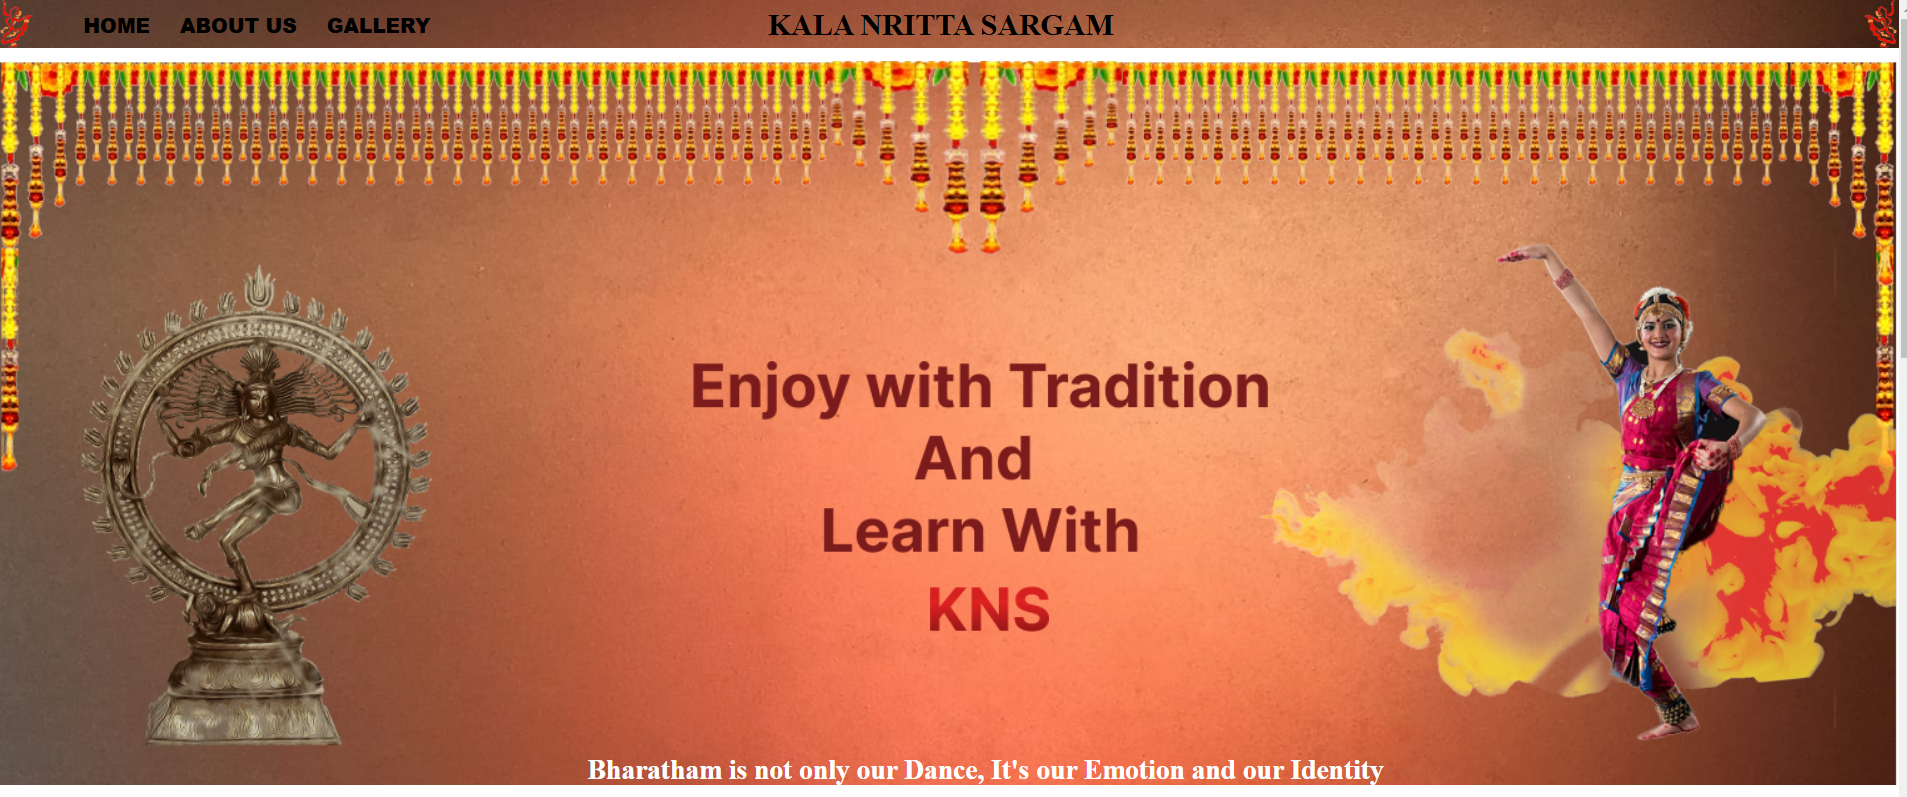 HOME ABOUT US GALLERY KALA NRITTA SARGAM
Enjoy with Tradition
And
Learn With
KNS
Bharatham is not only our Dance, It's our Emotion and our Identity